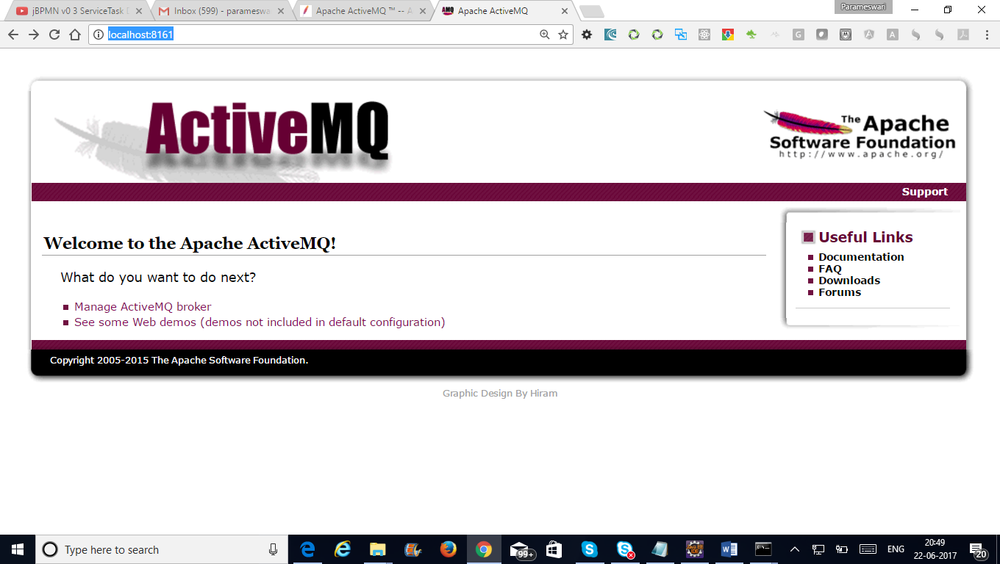 Parameswari
jBPMN v0 3 ServiceTask
Inbox (599) - parameswa
Apache ActiveMQ ™ -- A
AMQ
Apache ActiveMQ
localhost:8161
ActiveMQ
The Apache
Software Foundation
http://www.apache.org/
Support
Welcome to the Apache ActiveMQ!
What do you want to do next?
Manage ActiveMQ broker
See some Web demos (demos not included in default configuration)
Useful Links
Documentation
FAQ
Downloads
Forums
Copyright 2005-2015 The Apache Software Foundation.
Graphic Design By Hiram
Type here to search
99+
ENG
20:49
22-06-2017
20